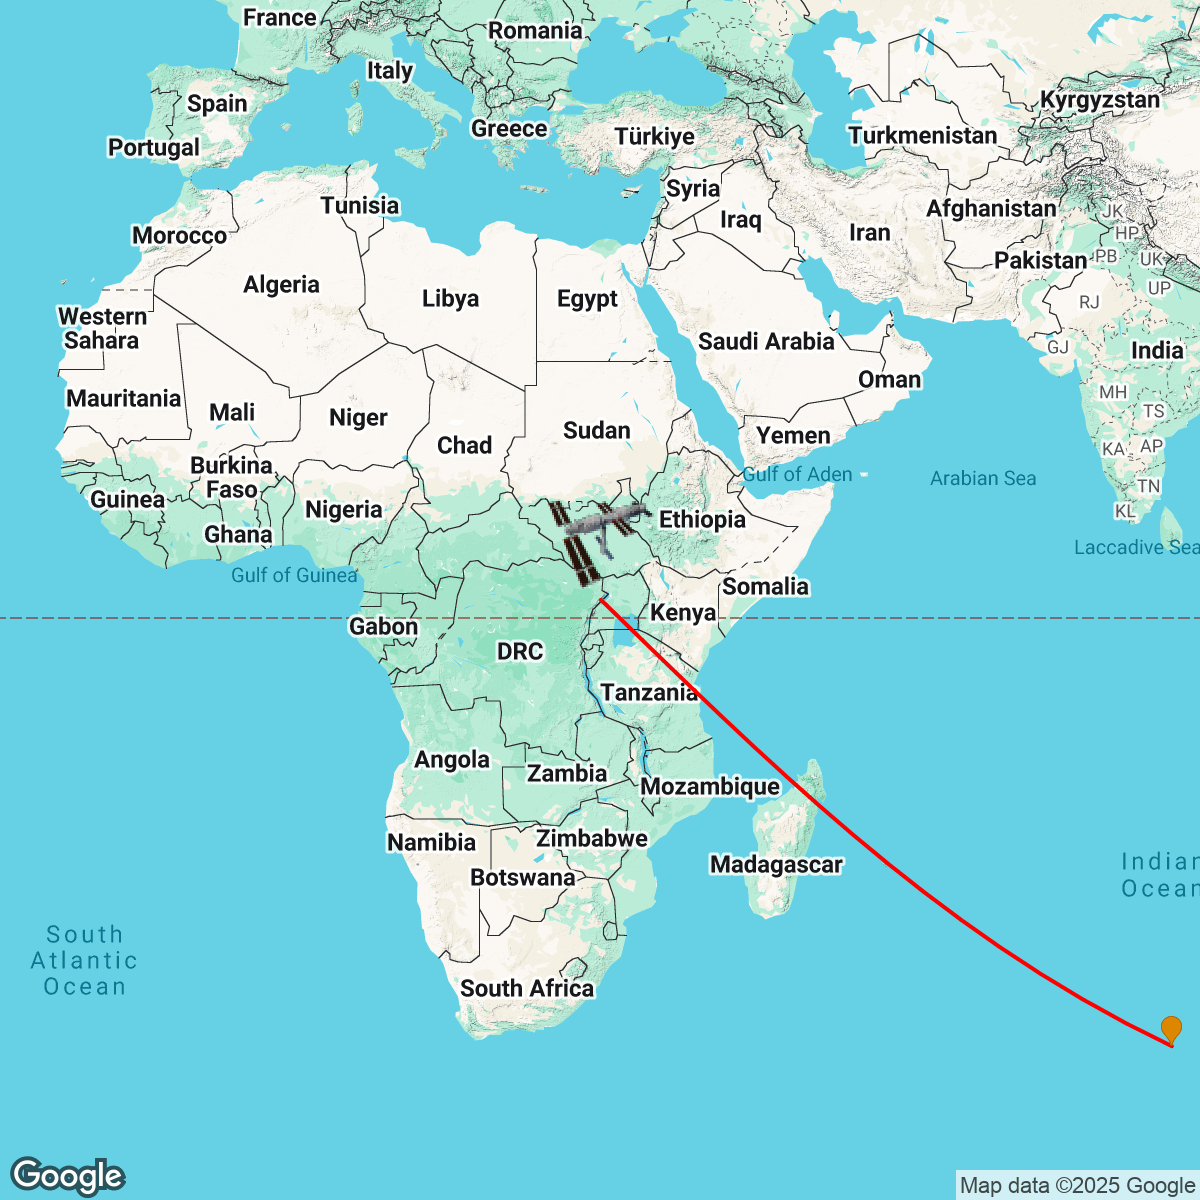 France
Romania
Italy
Spain
Kyrgyzstan
Greece
Türkiye
Turkmenistan
Portugal
Syria
Tunisia
Afghanistan
JK
Iraq
HP
Morocco
Iran
Pakistan
PB
UK
Algeria
Libya
Egypt
UP
RJ
Western
Sahara
Saudi Arabia
GJ
India
Oman
Mauritania
MH
Mali
Niger
TS
Sudan
Yemen
Chad
KA
AP
Burkina
Faso
Gulf of Aden
Arabian Sea
TN
Guinea
Nigeria
KL
Ethiopia
Ghana
Laccadive Sea
Gulf of Guinea
Somalia
Kenya
Gabon
DRC
Tanzania
Angola
Zambia
Mozambique
Namibia
Zimbabwe
Madagascar
Indian
Ocean
Botswana
South
Atlantic
Ocean
South Africa
Google
Map data ©2025 Google